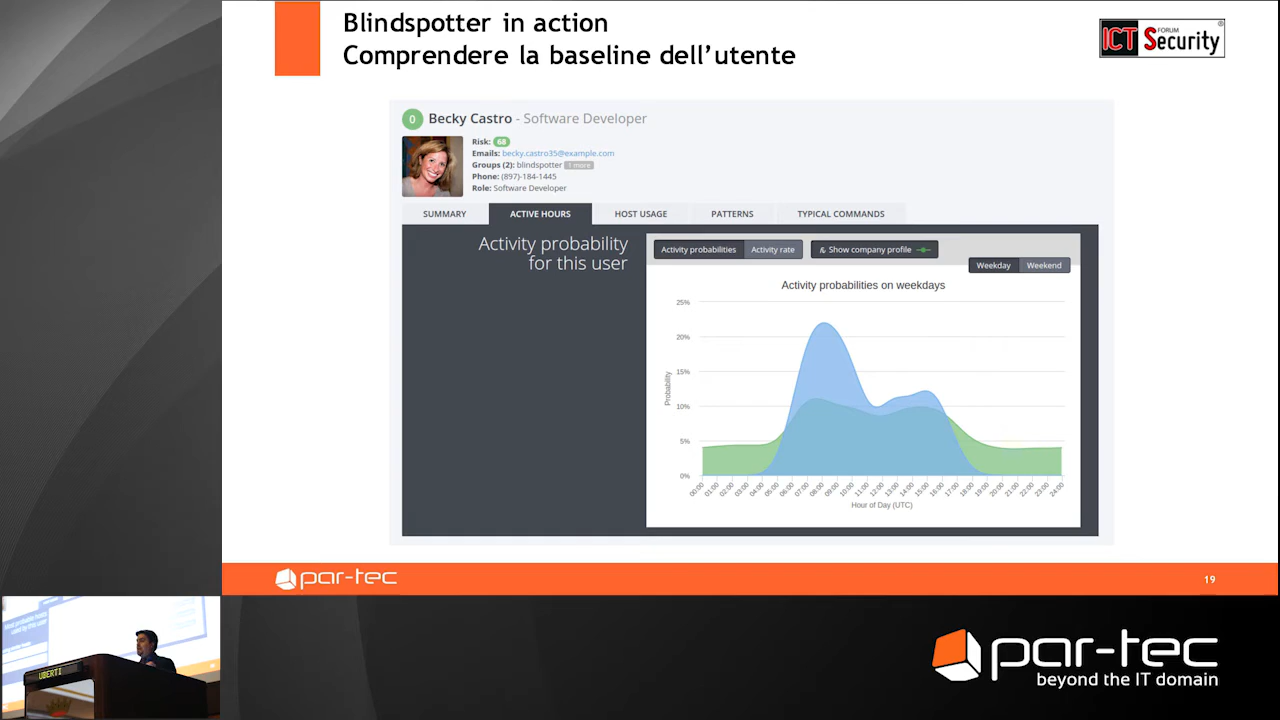 Blindspotter in action
Comprendere la baseline dell'utente
ICT FORUM Security ®
0 Becky Castro - Software Developer
Risk: 68
Emails: becky.castro35@example.com
Groups (2): blindspotter 1 more
Phone: (897)-184-1445
Role: Software Developer
SUMMARY ACTIVE HOURS HOST USAGE PATTERNS TYPICAL COMMANDS
Activity probability
for this user
Activity probabilities Activity rate Show company profile
Weekday Weekend
Activity probabilities on weekdays
25%
20%
15%
10%
5%
0%
Probability
00:00 01:00 02:00 03:00 04:00 05:00 06:00 07:00 08:00 09:00 10:00 11:00 12:00 13:00 14:00 15:00 16:00 17:00 18:00 19:00 20:00 21:00 22:00 23:00 24:00
Hour of Day (UTC)
par-tec
19
UBERTI
par-tec
beyond the IT domain